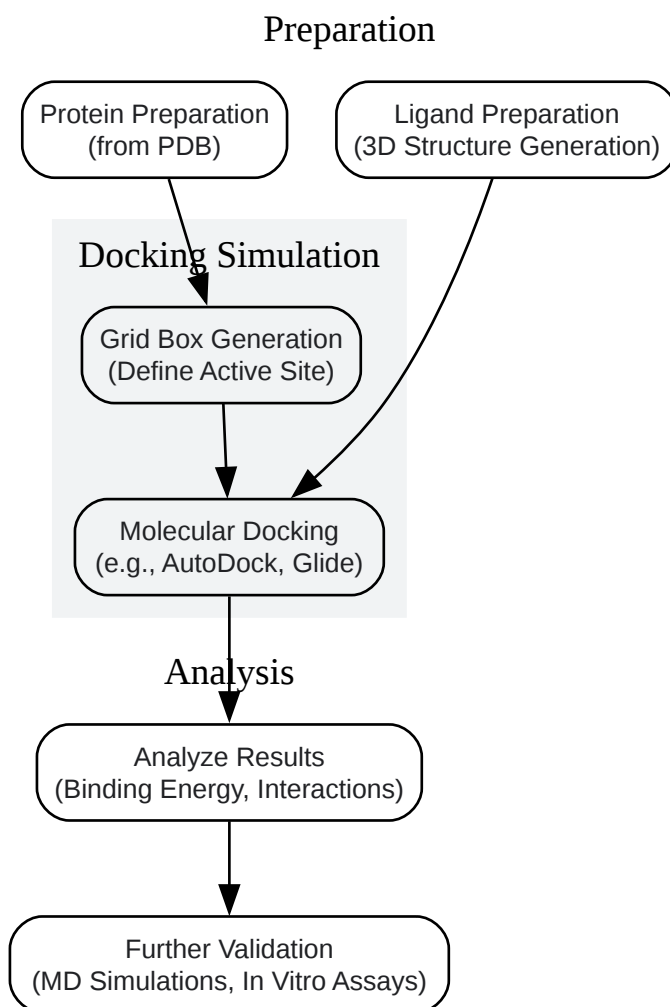 Preparation
Protein Preparation
(from PDB)
Ligand Preparation
(3D Structure Generation)
Docking Simulation
Grid Box Generation
(Define Active Site)
Molecular Docking
(e.g., AutoDock, Glide)
Analysis
Analyze Results
(Binding Energy, Interactions)
Further Validation
(MD Simulations, In Vitro Assays)